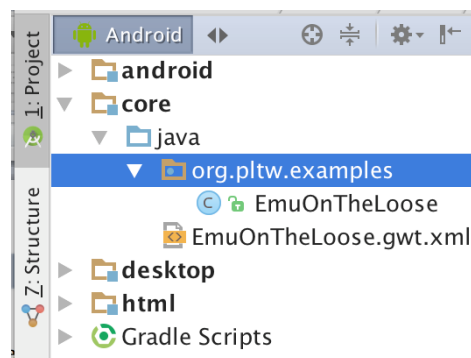 Android
1: Project
android
core
java
org.pltw.examples
C EmuOnTheLoose
EmuOnTheLoose.gwt.xml
Z: Structure
desktop
html
Gradle Scripts